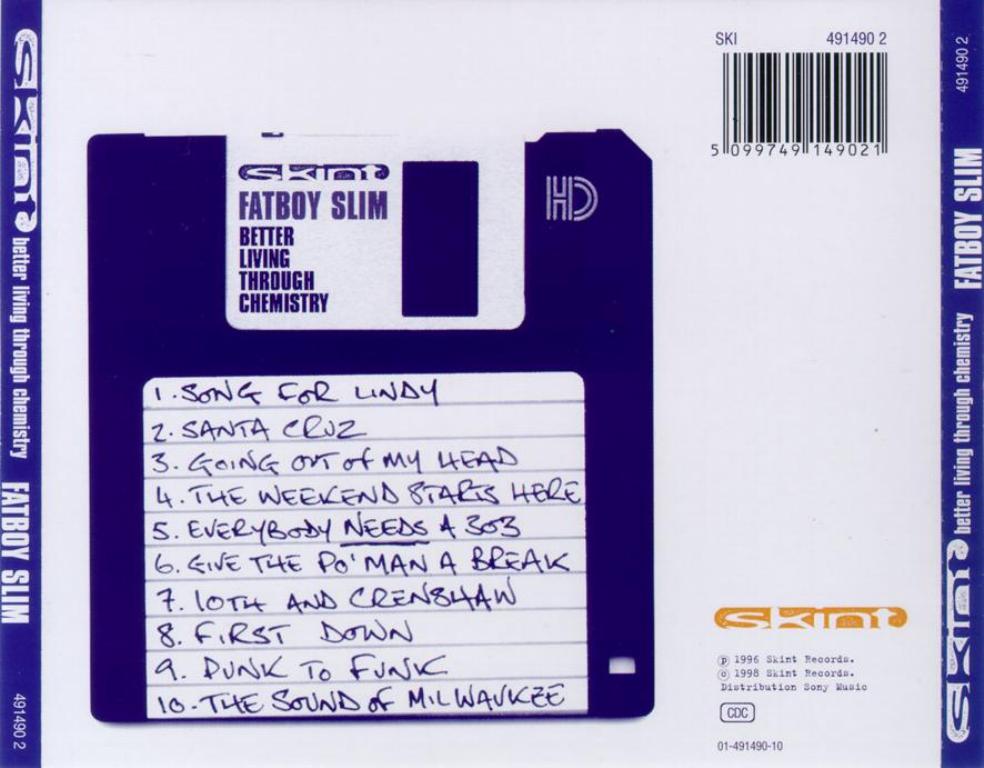 skint
better living through chemistry
FATBOY SLIM
491490 2
SKI 491490 2
5 099749 149021
HD
skint
FATBOY SLIM
BETTER
LIVING
THROUGH
CHEMISTRY
1. SONG FOR LINDY
2. SANTA CRUZ
3. GOING OUT OF MY HEAD
4. THE WEEKEND STARTS HERE
5. EVERYBODY NEEDS A 303
6. GIVE THE PO' MAN A BREAK
7. 10TH AND CRENSHAW
8. FIRST DOWN
9. PUNK TO FUNK
10. THE SOUND OF MILWAUKEE
skint
℗ 1996 Skint Records.
© 1998 Skint Records.
Distribution Sony Music
CDC
01-491490-10
491490 2
FATBOY SLIM
better living through chemistry
skint